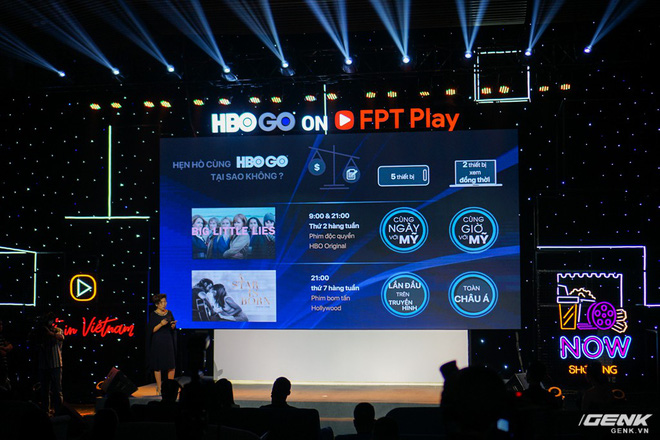 HBO GO ON FPT Play
HẸN HÒ CÙNG HBO GO
TẠI SAO KHÔNG ?
$
5 thiết bị
2 thiết bị
xem
đồng thời
BIG LITTLE LIES
9:00 & 21:00
Thứ 2 hàng tuần
Phim độc quyền
HBO Original
CÙNG
NGÀY
VỚI MỸ
CÙNG
GIỜ
VỚI MỸ
A
STAR
IS
BORN
21:00
thứ 7 hàng tuần
Phim bom tấn
Hollywood
LẦN ĐẦU
TRÊN
TRUYỀN
HÌNH
TOÀN
CHÂU Á
in Vietnam
NOW
GENK
GENK.VN